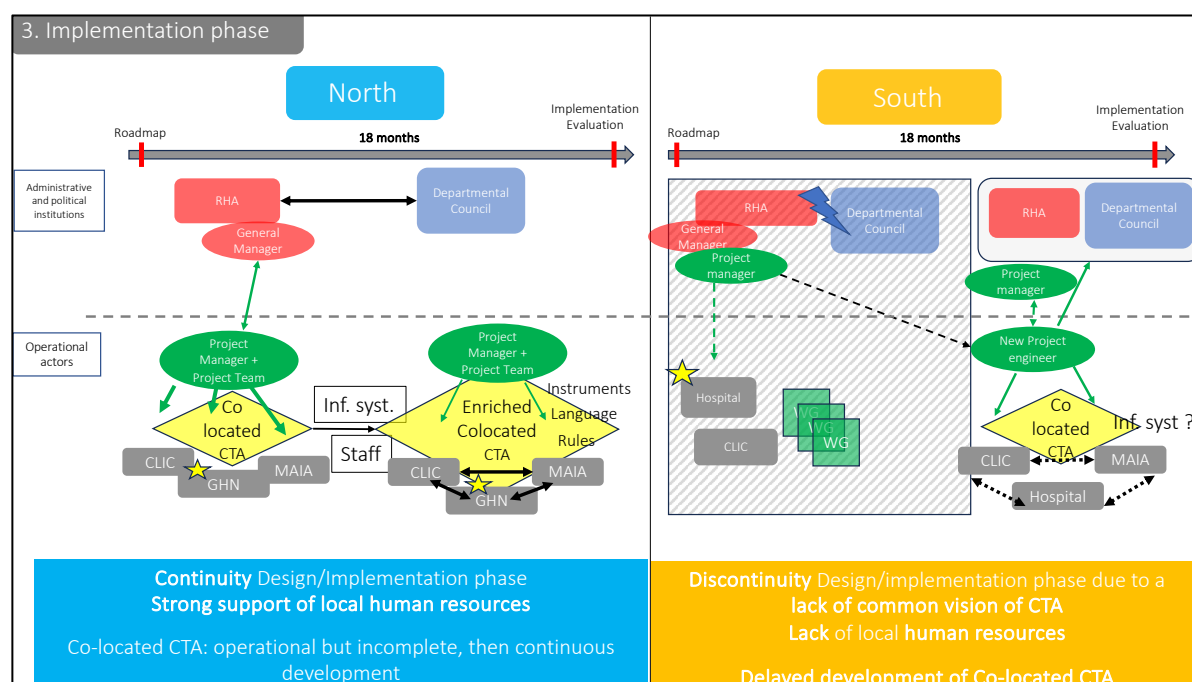 3. Implementation phase
North
Roadmap
18 months
Implementation
Evaluation
Administrative
and political
institutions
RHA
Departmental
Council
General
Manager
Operational
actors
Project
Manager +
Project Team
Co
located
CTA
CLIC
GHN
MAIA
Inf. syst.
Staff
Project
Manager +
Project Team
Enriched
Colocated
CTA
Instruments
Language
Rules
CLIC
MAIA
GHN
Continuity Design/Implementation phase
Strong support of local human resources
Co-located CTA: operational but incomplete, then continuous
development
South
Roadmap
18 months
Implementation
Evaluation
RHA
Departmental
Council
General
Manager
Project
manager
Hospital
CLIC
WG
WG
WG
RHA
Departmental
Council
Project
manager
New Project
engineer
Co
located
CTA
Inf. syst ?
CLIC
MAIA
Hospital
Discontinuity Design/implementation phase due to a
lack of common vision of CTA
Lack of local human resources
Delayed development of Co-located CTA